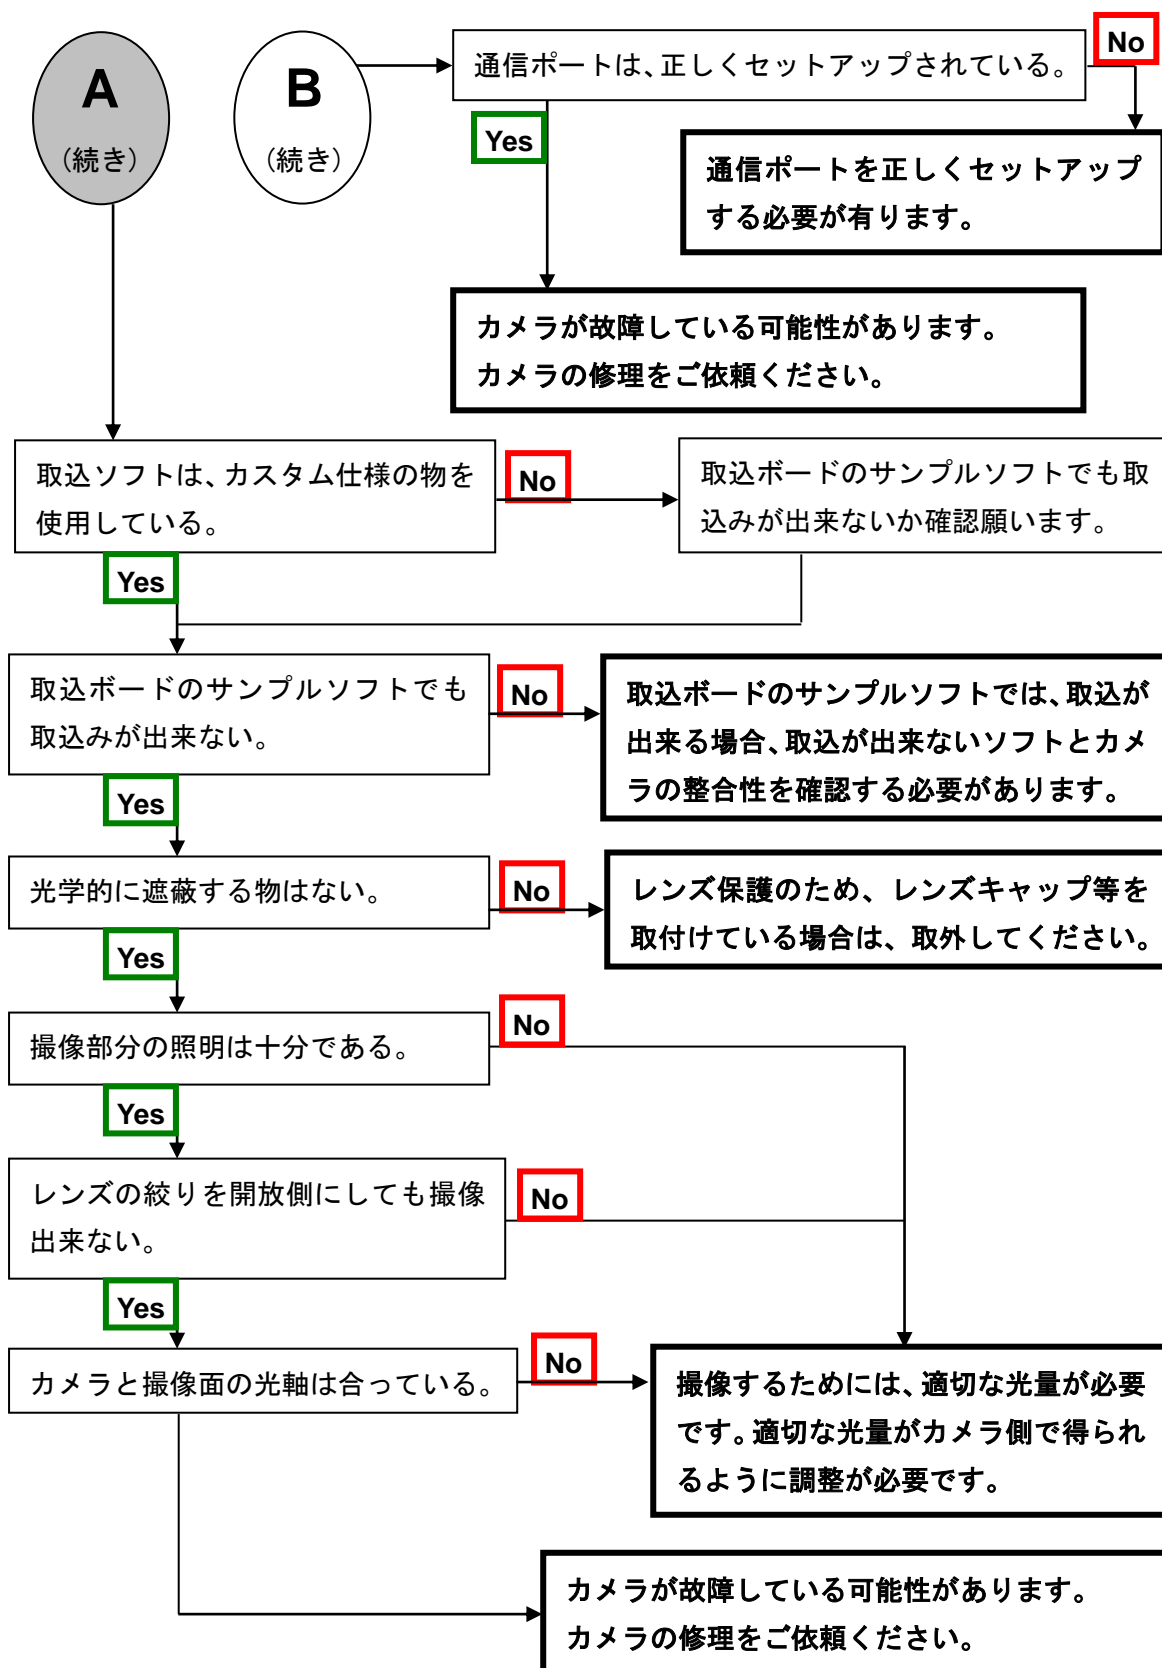 A
(続き)
B
(続き)
通信ポートは、正しくセットアップされている。
No
Yes
通信ポートを正しくセットアップ
する必要が有ります。
カメラが故障している可能性があります。
カメラの修理をご依頼ください。
取込ソフトは、カスタム仕様の物を
使用している。
No
取込ボードのサンプルソフトでも取
込みが出来ないか確認願います。
Yes
取込ボードのサンプルソフトでも
取込みが出来ない。
No
取込ボードのサンプルソフトでは、取込が
出来る場合、取込が出来ないソフトとカメ
ラの整合性を確認する必要があります。
Yes
光学的に遮蔽する物はない。
No
レンズ保護のため、レンズキャップ等を
取付けている場合は、取外してください。
Yes
撮像部分の照明は十分である。
No
Yes
レンズの絞りを開放側にしても撮像
出来ない。
No
Yes
カメラと撮像面の光軸は合っている。
No
撮像するためには、適切な光量が必要
です。適切な光量がカメラ側で得られ
るように調整が必要です。
カメラが故障している可能性があります。
カメラの修理をご依頼ください。